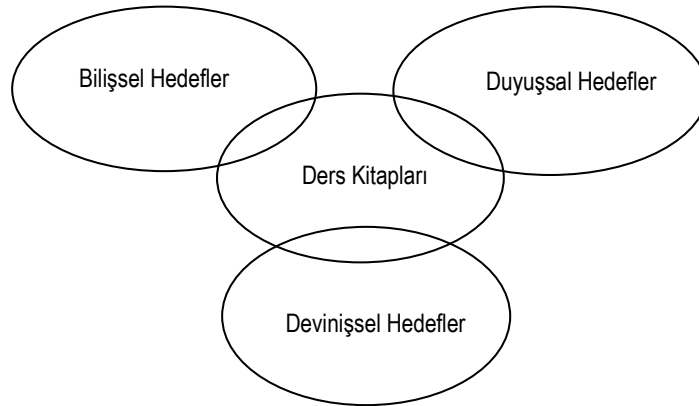 Bilişsel Hedefler
Duyuşsal Hedefler
Ders Kitapları
Devinişsel Hedefler